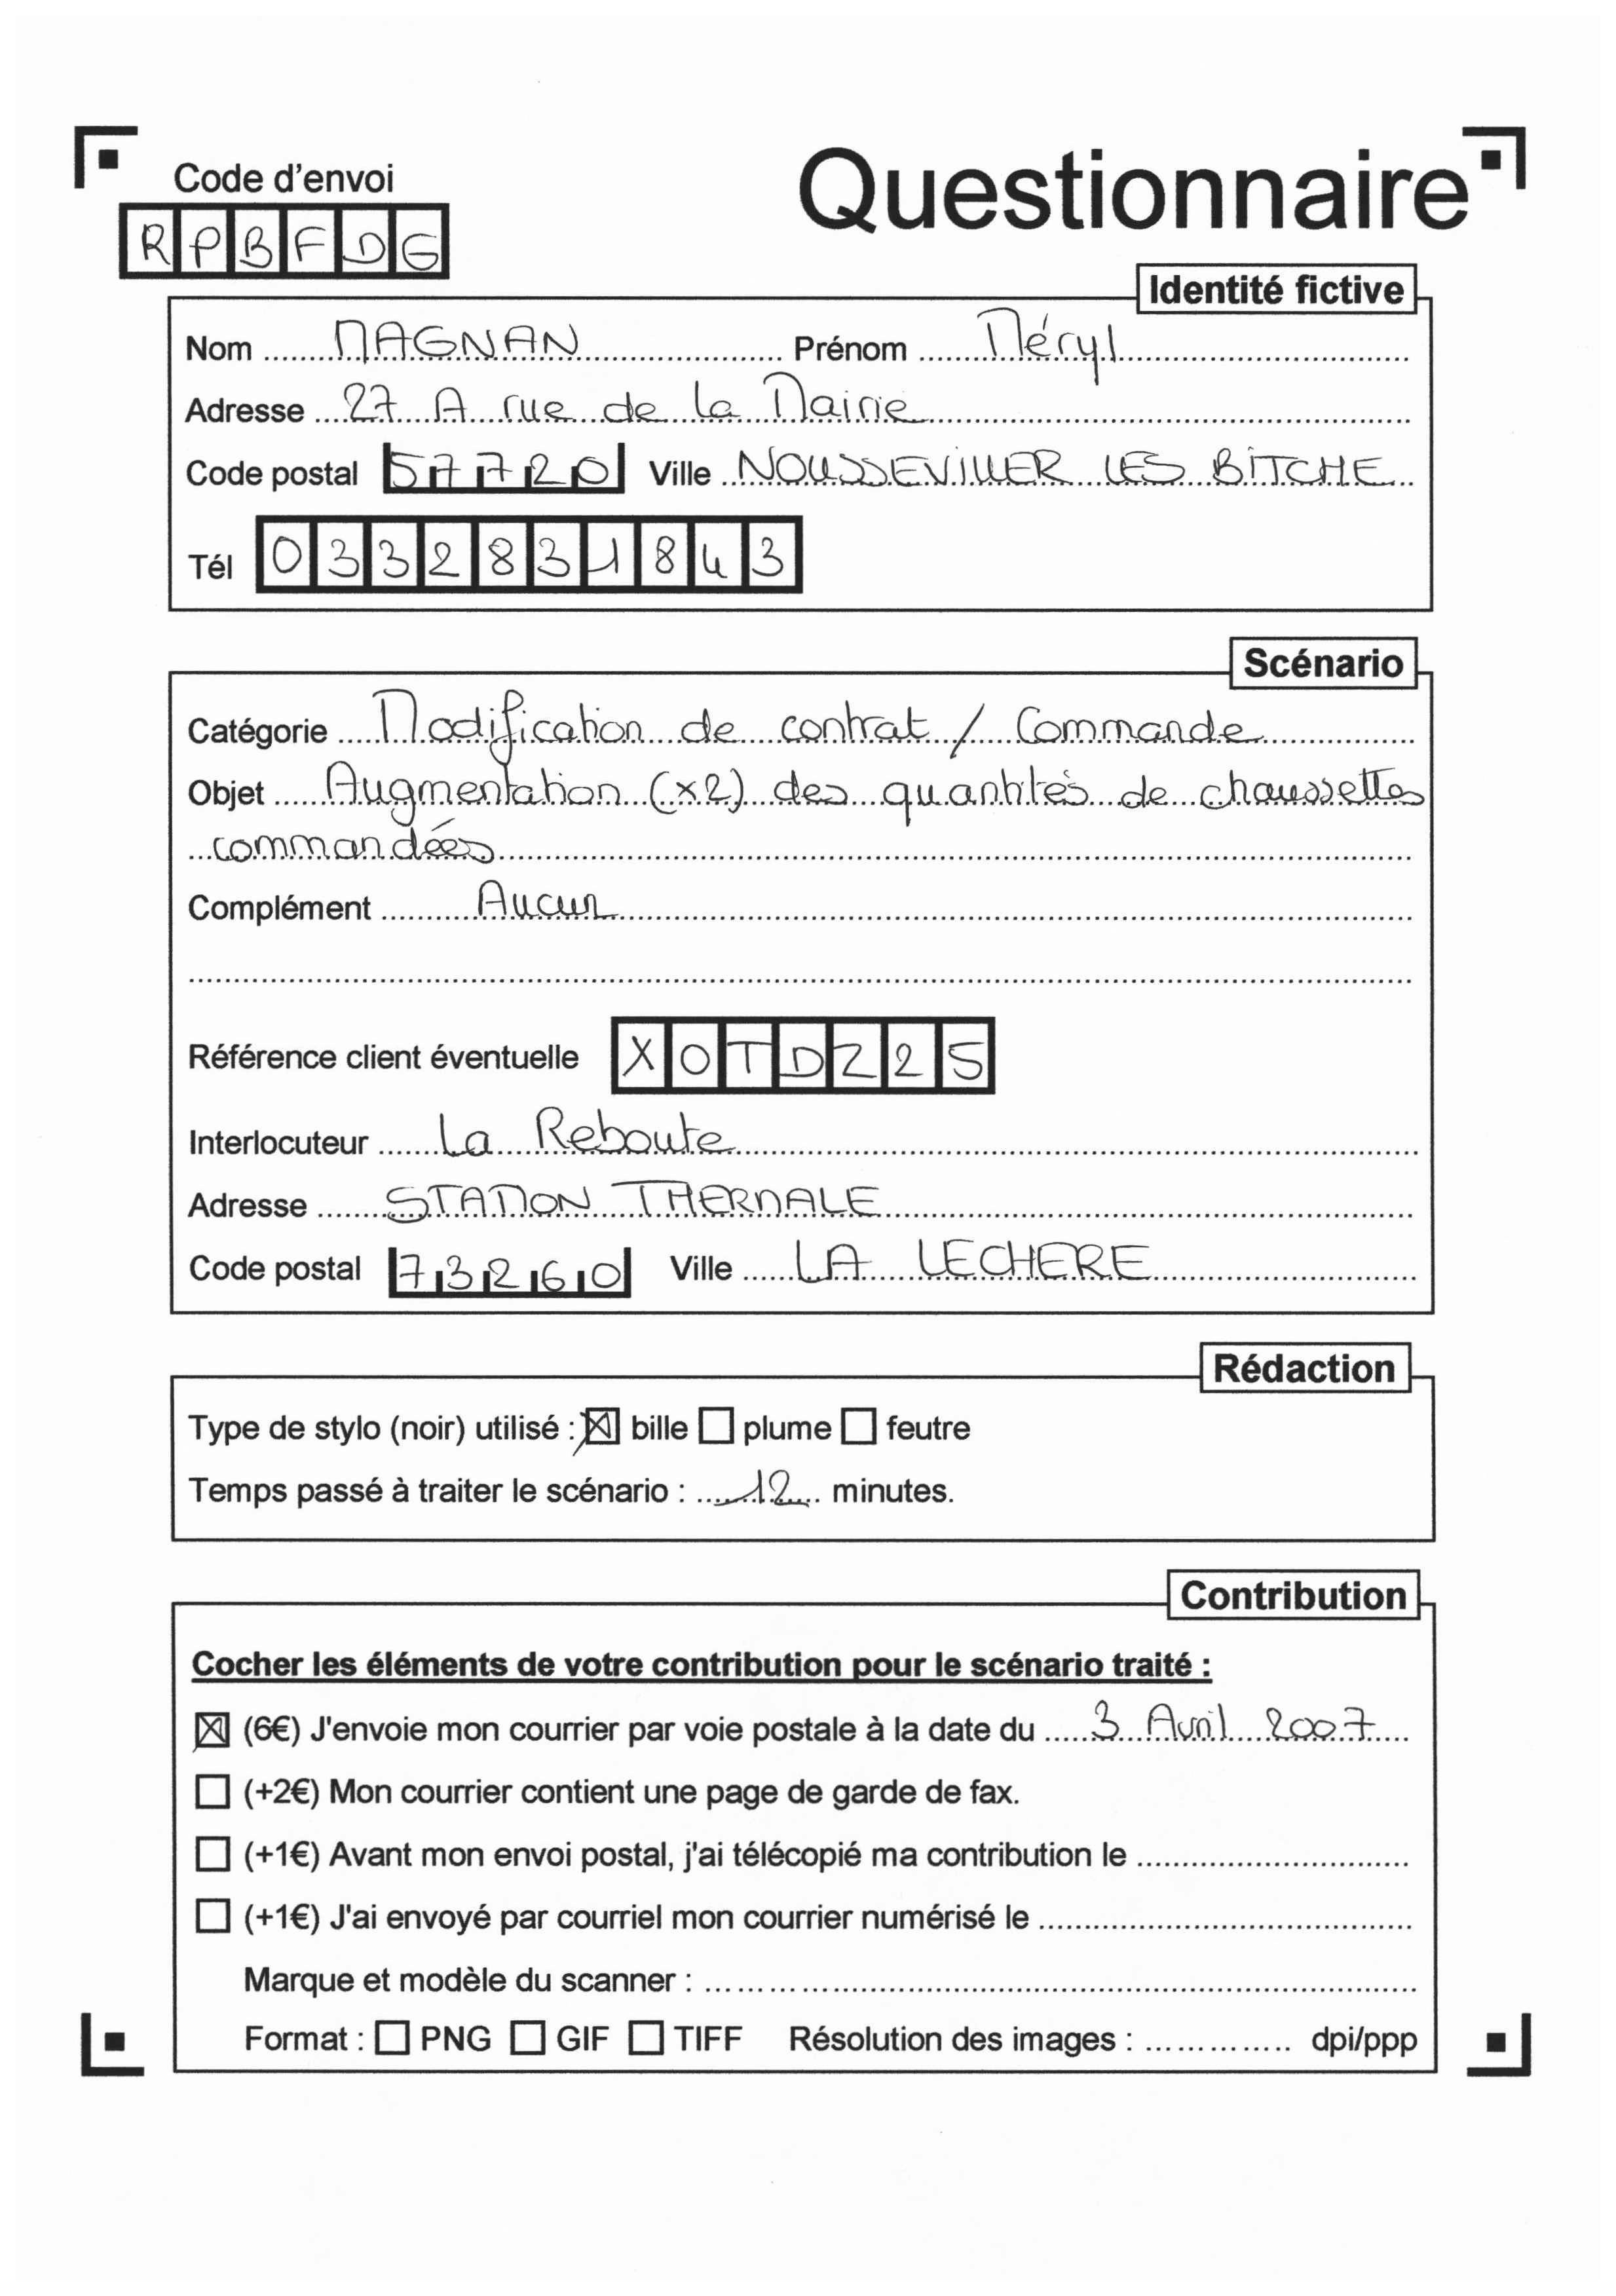 Code d'envoi
Questionnaire
RPBFDG
Identité fictive
Nom MAGNAN Prénom Méryl
Adresse 27 A rue de la Mairie
Code postal 57720 Ville NOUSSEVILLER LES BITCHE
Tél 0332831843
Scénario
Catégorie Modification de contrat / Commande
Objet Augmentation (x2) des quantités de chaussettes
commandées
Complément Aucun
Référence client éventuelle XOTDZ25
Interlocuteur La Reboute
Adresse STATION THERMALE
Code postal 73260 Ville LA LECHERE
Rédaction
Type de stylo (noir) utilisé : ☒ bille ☐ plume ☐ feutre
Temps passé à traiter le scénario : 12 minutes.
Contribution
Cocher les éléments de votre contribution pour le scénario traité :
☒ (6€) J'envoie mon courrier par voie postale à la date du 3 Avril 2007
☐ (+2€) Mon courrier contient une page de garde de fax.
☐ (+1€) Avant mon envoi postal, j'ai télécopié ma contribution le
☐ (+1€) J'ai envoyé par courriel mon courrier numérisé le
Marque et modèle du scanner :
Format : ☐ PNG ☐ GIF ☐ TIFF Résolution des images : dpi/ppp